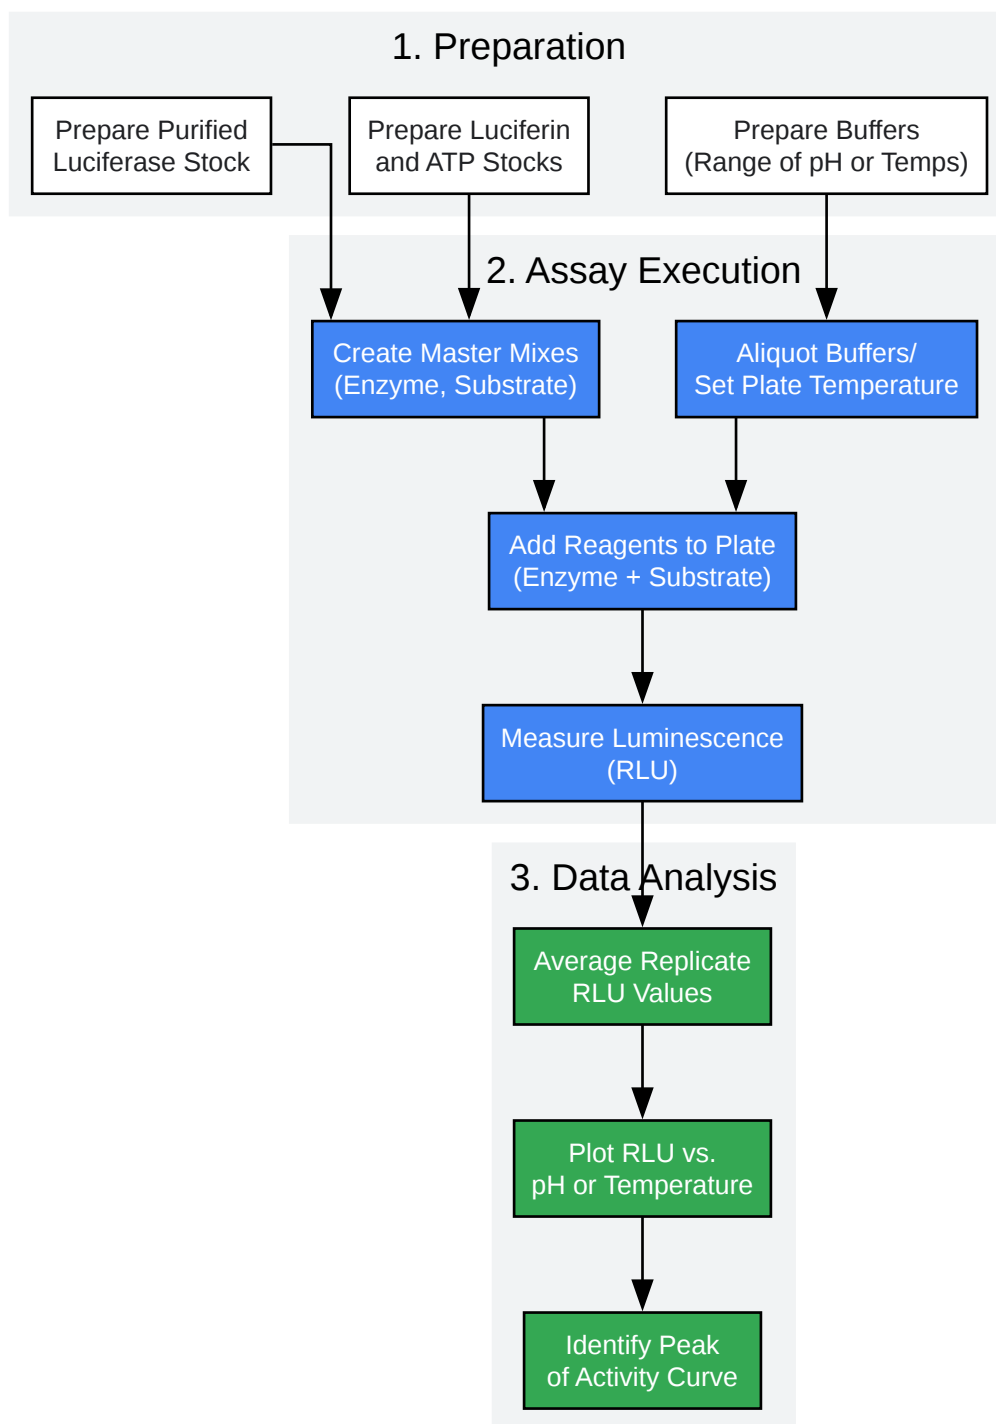 1. Preparation
Prepare Purified
Luciferase Stock
Prepare Luciferin
and ATP Stocks
Prepare Buffers
(Range of pH or Temps)
2. Assay Execution
Create Master Mixes
(Enzyme, Substrate)
Aliquot Buffers/
Set Plate Temperature
Add Reagents to Plate
(Enzyme + Substrate)
Measure Luminescence
(RLU)
3. Data Analysis
Average Replicate
RLU Values
Plot RLU vs.
pH or Temperature
Identify Peak
of Activity Curve